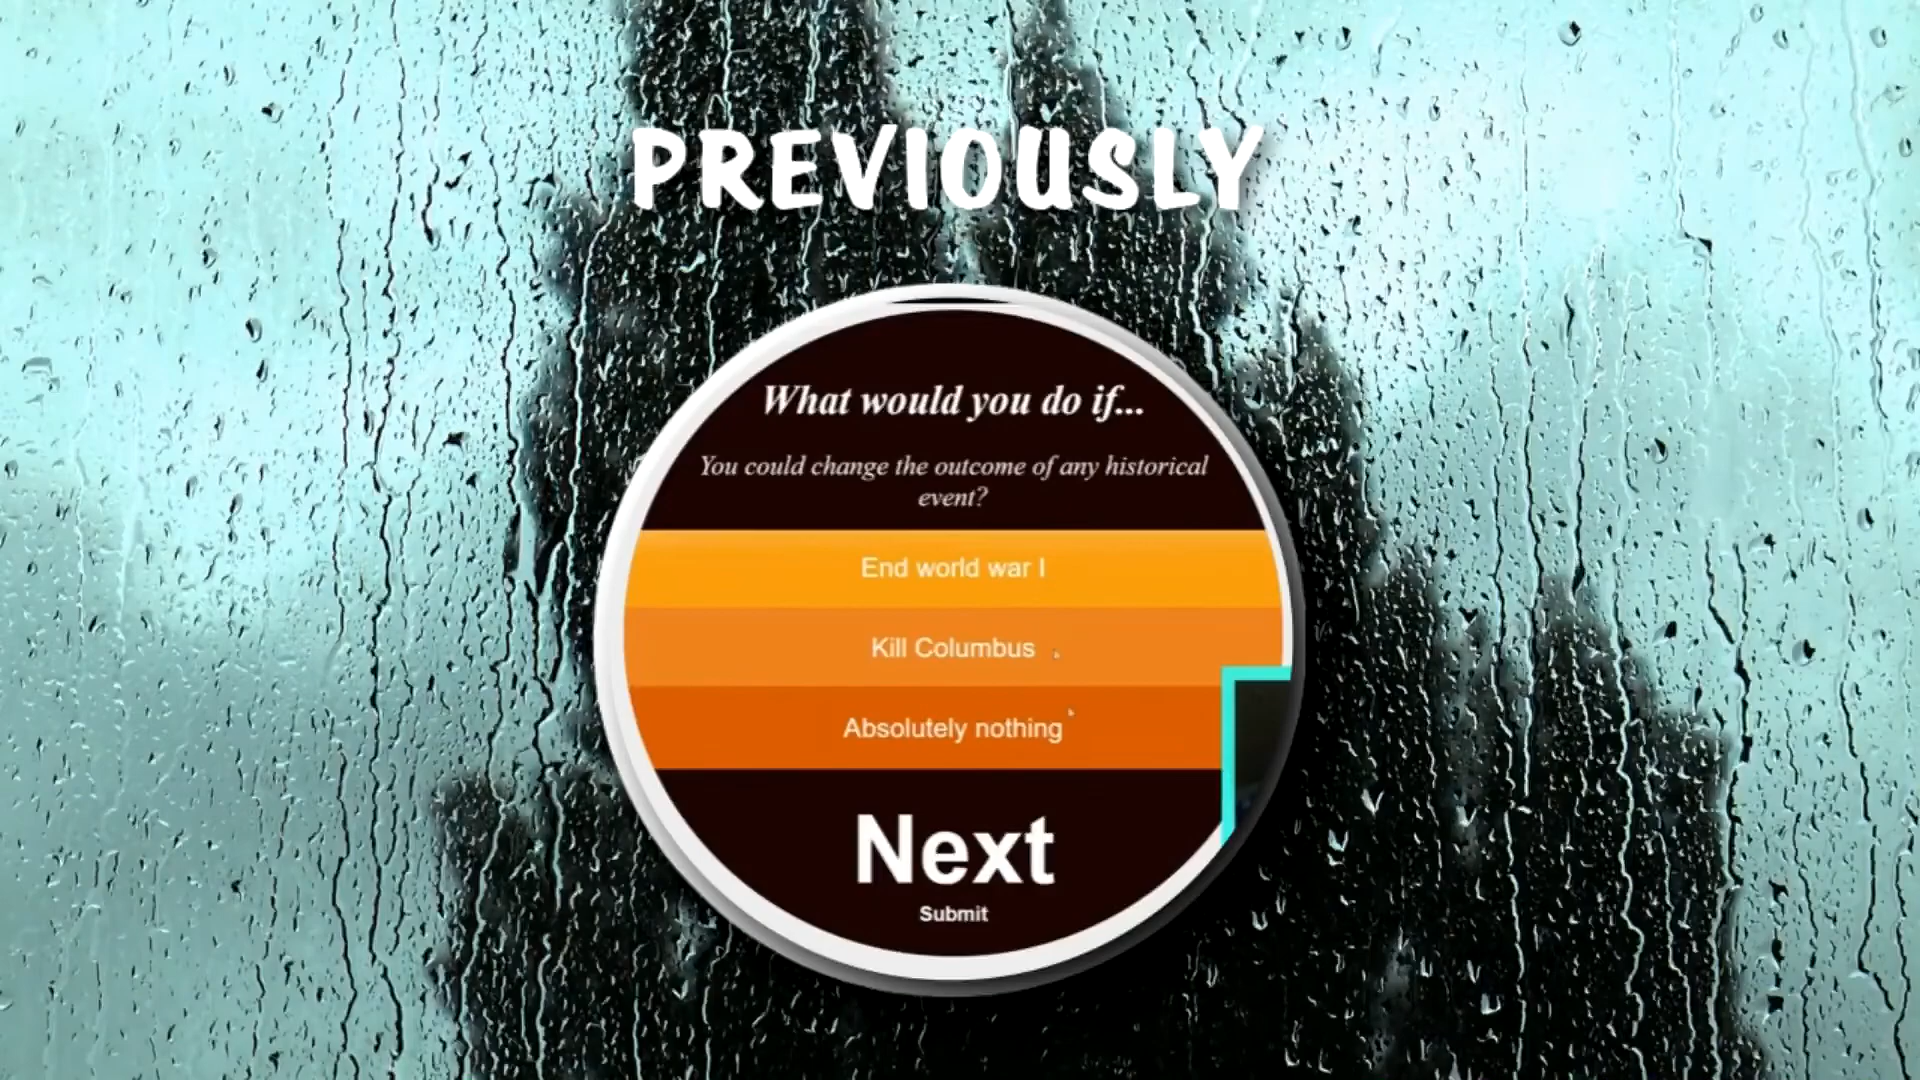 PREVIOUSLY
What would you do if...
You could change the outcome of any historical
event?
End world war I
Kill Columbus
Absolutely nothing
Next
Submit